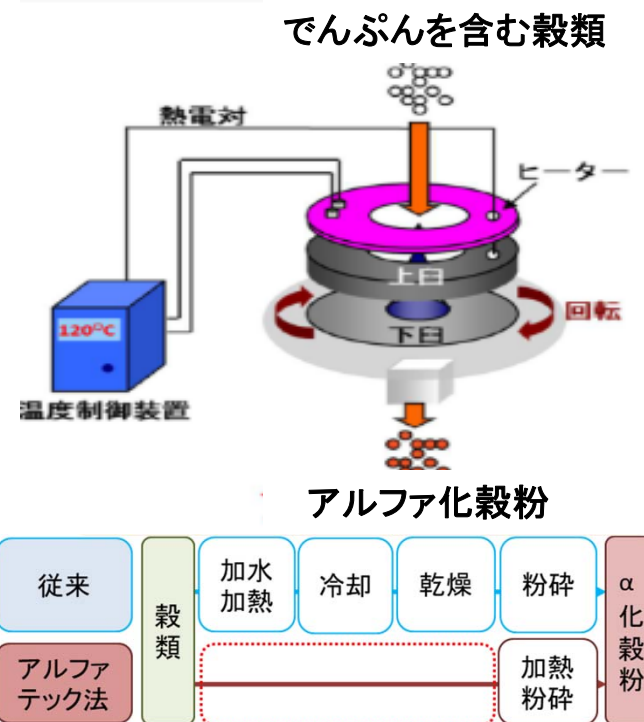 でんぷんを含む穀類
熱電対
ヒーター
上臼
120℃
下臼
回転
温度制御装置
アルファ化穀粉
従来
穀類
加水
加熱
冷却
乾燥
粉砕
α化穀粉
アルファ
テック法
加熱
粉砕